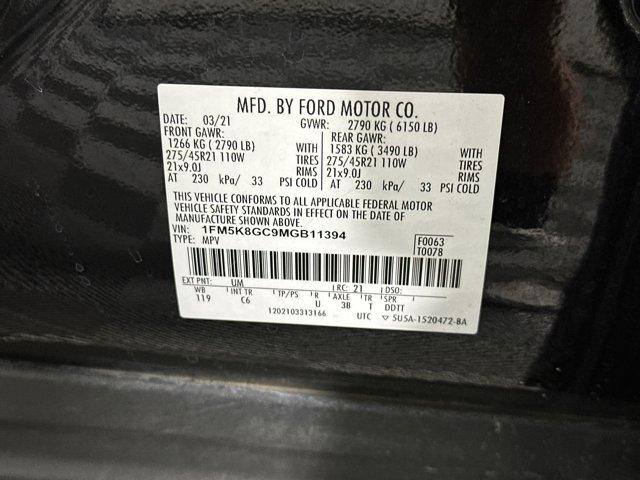 MFD. BY FORD MOTOR CO.
DATE: 03/21 GVWR: 2790 KG ( 6150 LB)
FRONT GAWR: REAR GAWR:
1266 KG ( 2790 LB) WITH 1583 KG ( 3490 LB) WITH
275/45R21 110W TIRES 275/45R21 110W TIRES
21x9.0J RIMS 21x9.0J RIMS
AT 230 kPa/ 33 PSI COLD AT 230 kPa/ 33 PSI COLD
THIS VEHICLE CONFORMS TO ALL APPLICABLE FEDERAL MOTOR
VEHICLE SAFETY STANDARDS IN EFFECT ON THE DATE OF
MANUFACTURE SHOWN ABOVE.
VIN: 1FM5K8GC9MGB11394 F0063
TYPE: MPV T0078
EXT PNT: UM RC: 21 DSO:
WB INT TR TP/PS R AXLE TR SPR
119 C6 U 3B T DDTT
1202103313166 UTC ▽ 5U5A-1520472-BA